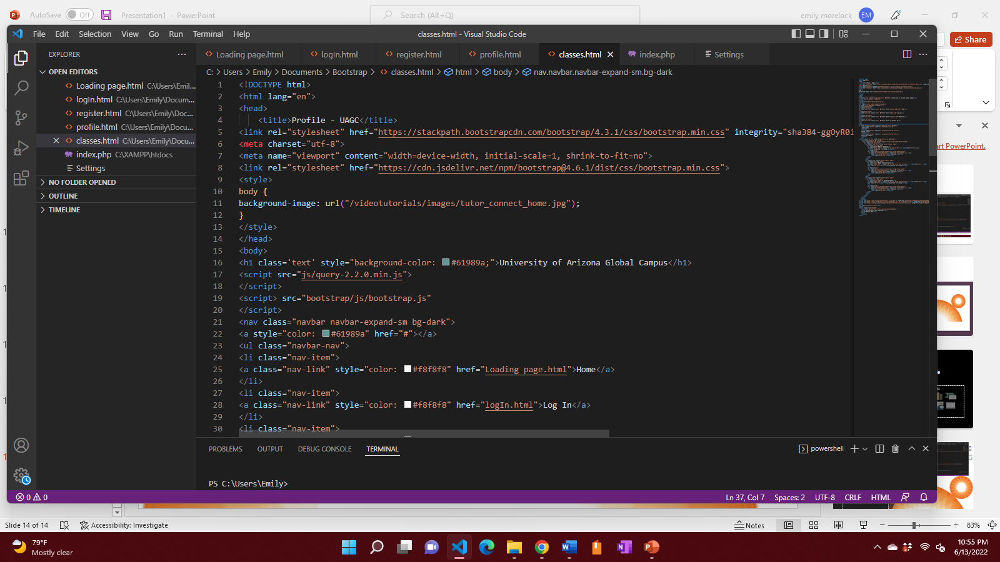 AutoSave Off Presentation1 - PowerPoint Search (Alt+Q) emily morelock EM
File Edit Selection View Go Run Terminal Help classes.html - Visual Studio Code
Share
EXPLORER
OPEN EDITORS
Loading page.html C:\Users\Emil...
logIn.html C:\Users\Emily\Docum...
register.html C:\Users\Emily\Doc...
profile.html C:\Users\Emily\Docu...
classes.html C:\Users\Emily\Docu...
index.php C:\XAMPP\htdocs
Settings
NO FOLDER OPENED
OUTLINE
TIMELINE
Loading page.html logIn.html register.html profile.html classes.html index.php Settings
C: > Users > Emily > Documents > Bootstrap > classes.html > html > body > nav.navbar.navbar-expand-sm.bg-dark
1 <!DOCTYPE html>
2 <html lang="en">
3 <head>
4 <title>Profile - UAGC</title>
5 <link rel="stylesheet" href="https://stackpath.bootstrapcdn.com/bootstrap/4.3.1/css/bootstrap.min.css" integrity="sha384-ggOyR0i
6 <meta charset="utf-8">
7 <meta name="viewport" content="width=device-width, initial-scale=1, shrink-to-fit=no">
8 <link rel="stylesheet" href="https://cdn.jsdelivr.net/npm/bootstrap@4.6.1/dist/css/bootstrap.min.css">
9 <style>
10 body {
11 background-image: url("/videotutorials/images/tutor_connect_home.jpg");
12 }
13 </style>
14 </head>
15 <body>
16 <h1 class='text' style="background-color: #61989a;">University of Arizona Global Campus</h1>
17 <script src="js/query-2.2.0.min.js">
18 </script>
19 <script> src="bootstrap/js/bootstrap.js"
20 </script>
21 <nav class="navbar navbar-expand-sm bg-dark">
22 <a style="color: #61989a" href="#"></a>
23 <ul class="navbar-nav">
24 <li class="nav-item">
25 <a class="nav-link" style="color: #f8f8f8" href="Loading page.html">Home</a>
26 </li>
27 <li class="nav-item">
28 <a class="nav-link" style="color: #f8f8f8" href="logIn.html">Log In</a>
29 </li>
30 <li class="nav-item">
art PowerPoint.
PROBLEMS OUTPUT DEBUG CONSOLE TERMINAL powershell
PS C:\Users\Emily>
0 0 Ln 37, Col 7 Spaces: 2 UTF-8 CRLF HTML
Slide 14 of 14 Accessibility: Investigate Notes 83%
79°F
Mostly clear
10:55 PM
6/13/2022